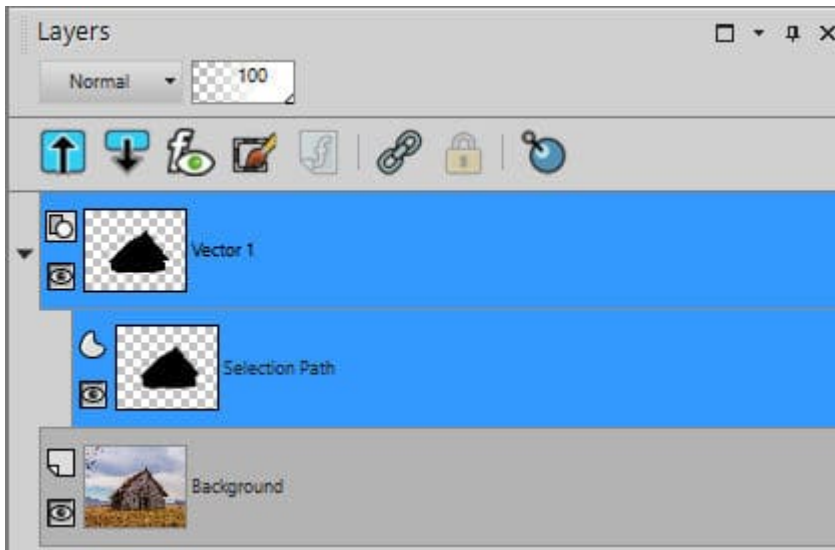 Layers
Normal
100
Vector 1
Selection Path
Background